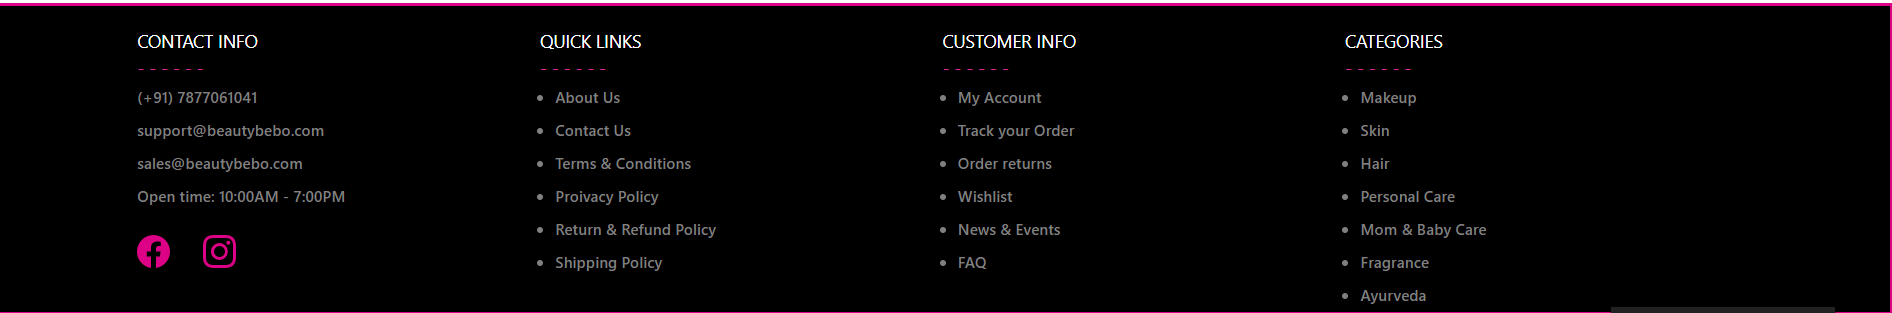 CONTACT INFO
- - - - - -
(+91) 7877061041
support@beautybebo.com
sales@beautybebo.com
Open time: 10:00AM - 7:00PM
QUICK LINKS
- - - - - -
• About Us
• Contact Us
• Terms & Conditions
• Proivacy Policy
• Return & Refund Policy
• Shipping Policy
CUSTOMER INFO
- - - - - -
• My Account
• Track your Order
• Order returns
• Wishlist
• News & Events
• FAQ
CATEGORIES
- - - - - -
• Makeup
• Skin
• Hair
• Personal Care
• Mom & Baby Care
• Fragrance
• Ayurveda